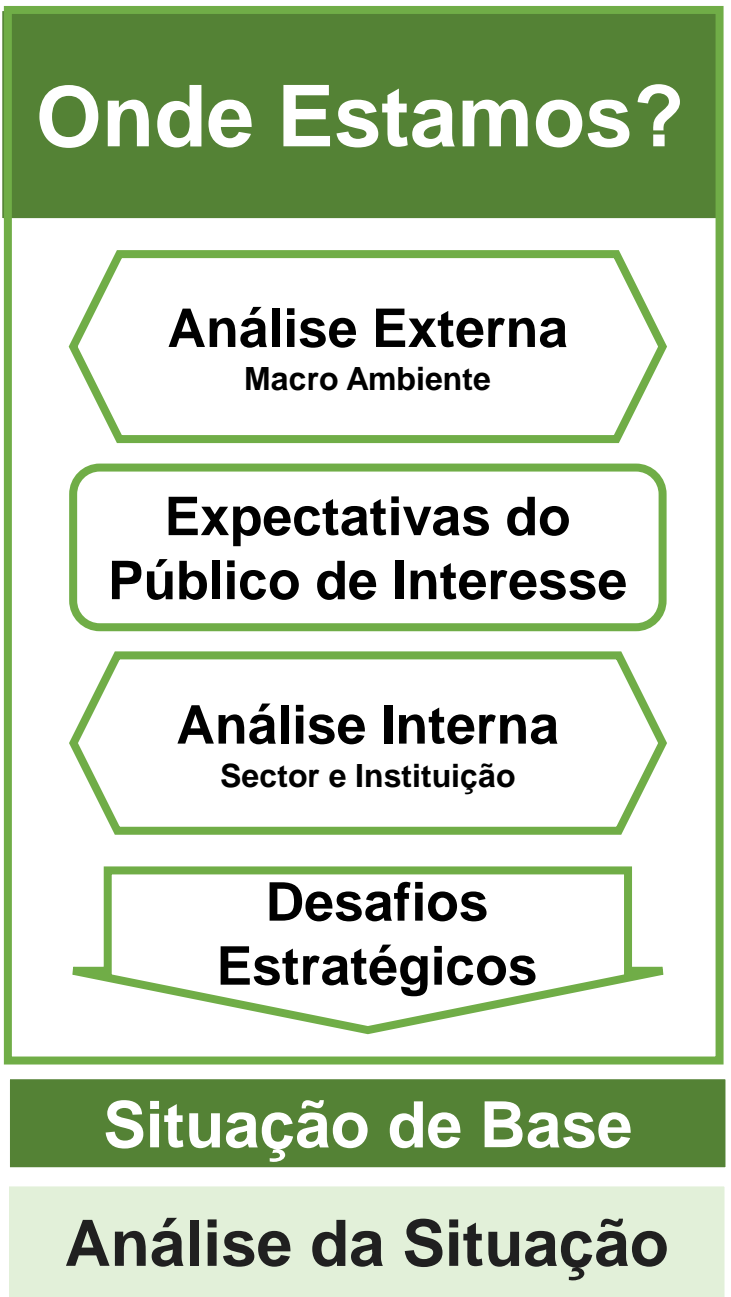 Onde Estamos?
Análise Externa
Macro Ambiente
Expectativas do
Público de Interesse
Análise Interna
Sector e Instituição
Desafios
Estratégicos
Situação de Base
Análise da Situação